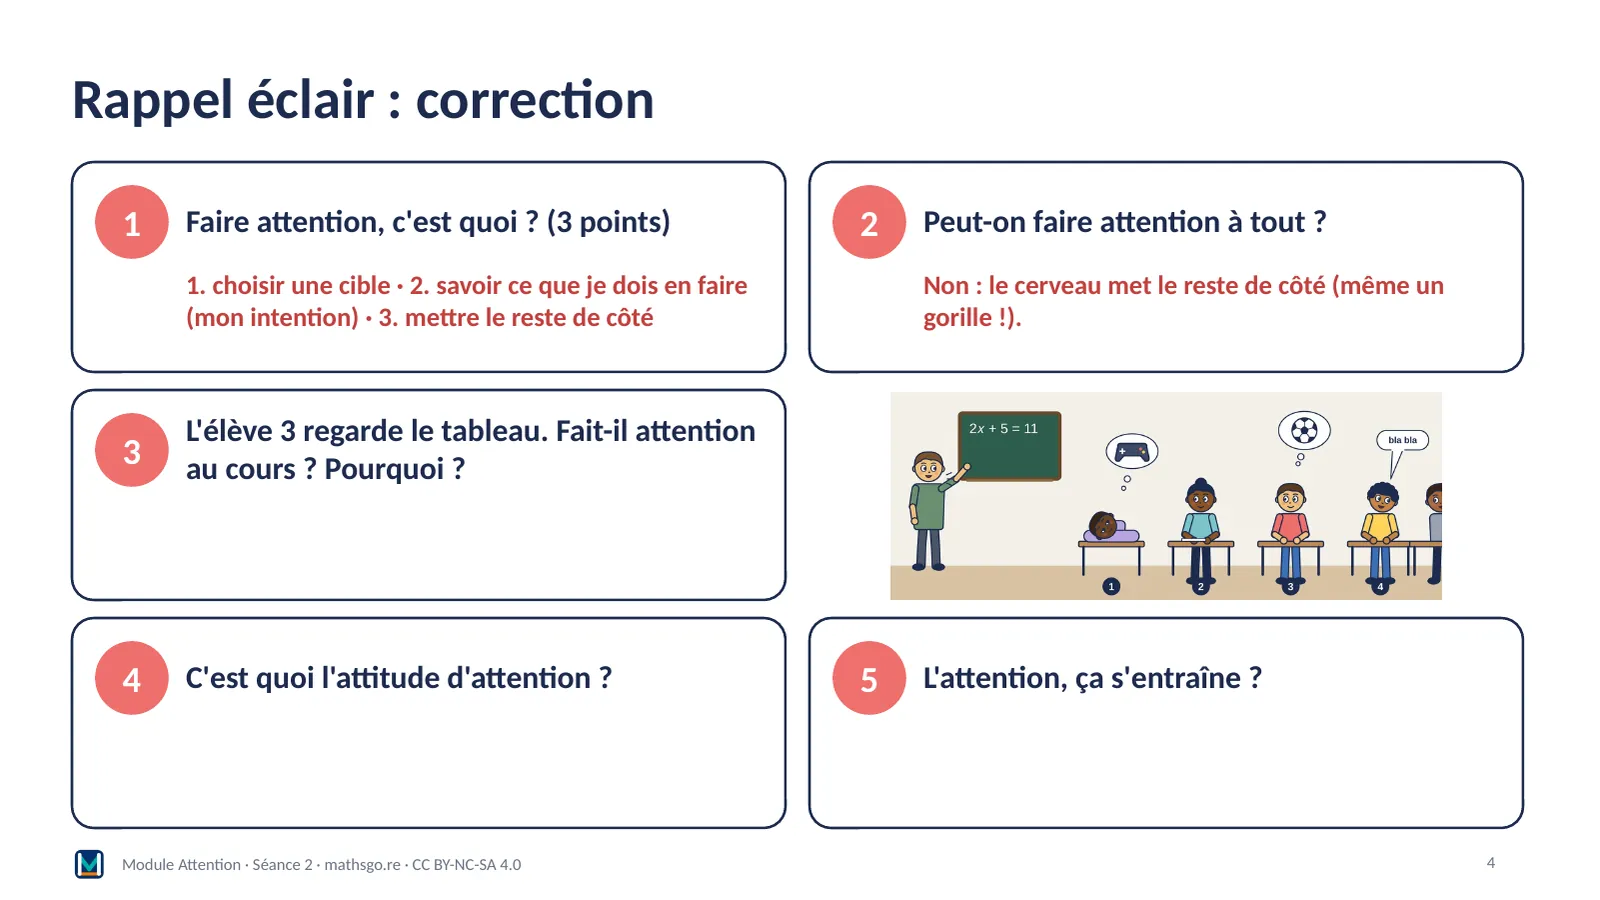 Rappel éclair : correction
1
Faire attention, c'est quoi ? (3 points)
1. choisir une cible · 2. savoir ce que je dois en faire
(mon intention) · 3. mettre le reste de côté
2
Peut-on faire attention à tout ?
Non : le cerveau met le reste de côté (même un
gorille !).
3
L'élève 3 regarde le tableau. Fait-il attention
au cours ? Pourquoi ?
2x + 5 = 11
bla bla
1
2
3
4
4
C'est quoi l'attitude d'attention ?
5
L'attention, ça s'entraîne ?
Module Attention · Séance 2 · mathsgo.re · CC BY-NC-SA 4.0
4